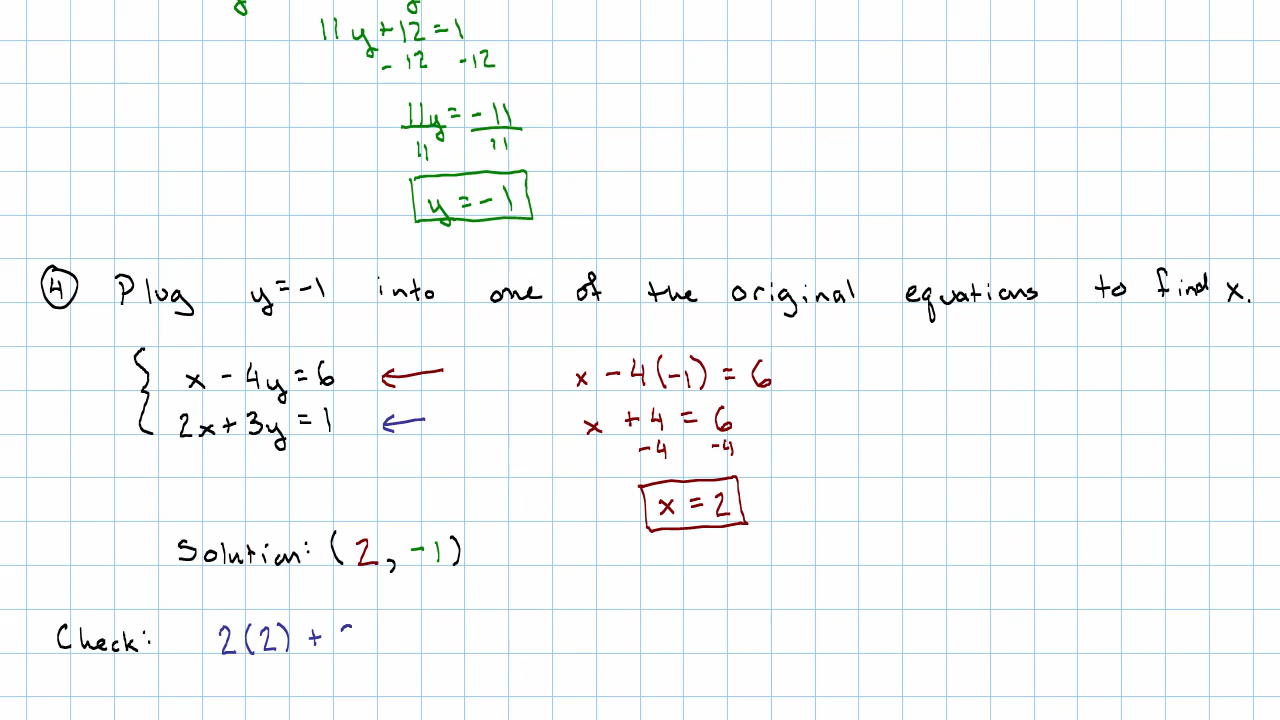 11y + 12 = 1
- 12 -12
11y = -11
11 11
y = -1
4 Plug y = -1 into one of the original equations to find x.
x - 4y = 6
2x + 3y = 1
x - 4(-1) = 6
x + 4 = 6
-4 -4
x = 2
Solution: (2, -1)
Check: 2(2) +